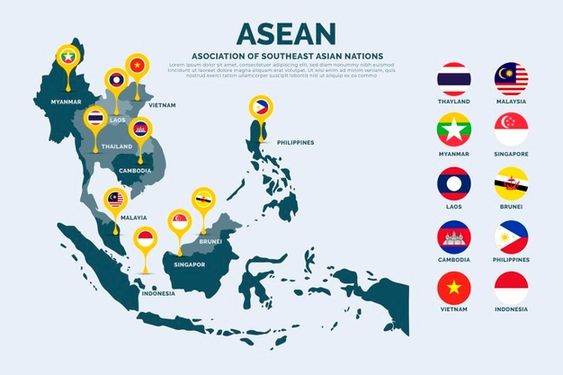 ASEAN
ASOCIATION OF SOUTHEAST ASIAN NATIONS
Lorem ipsum dolor sit amet, consectetuer adipiscing elit, sed diam nonummy
nibh euismod tincidunt ut laoreet dolore magna aliquam erat volutpat. Ut wisi
enim ad minim veniam, quis nostrud exerci tation ullamcorper suscipit lobortis
nisl ut aliquip ex ea commodo
MYANMAR
LAOS
VIETNAM
THAILAND
CAMBODIA
PHILIPPINES
MALAYIA
BRUNEI
SINGAPOR
INDONESIA
THAYLAND
MALAYSIA
MYANMAR
SINGAPORE
LAOS
BRUNEI
CAMBODIA
PHILIPPINES
VIETNAM
INDONESIA